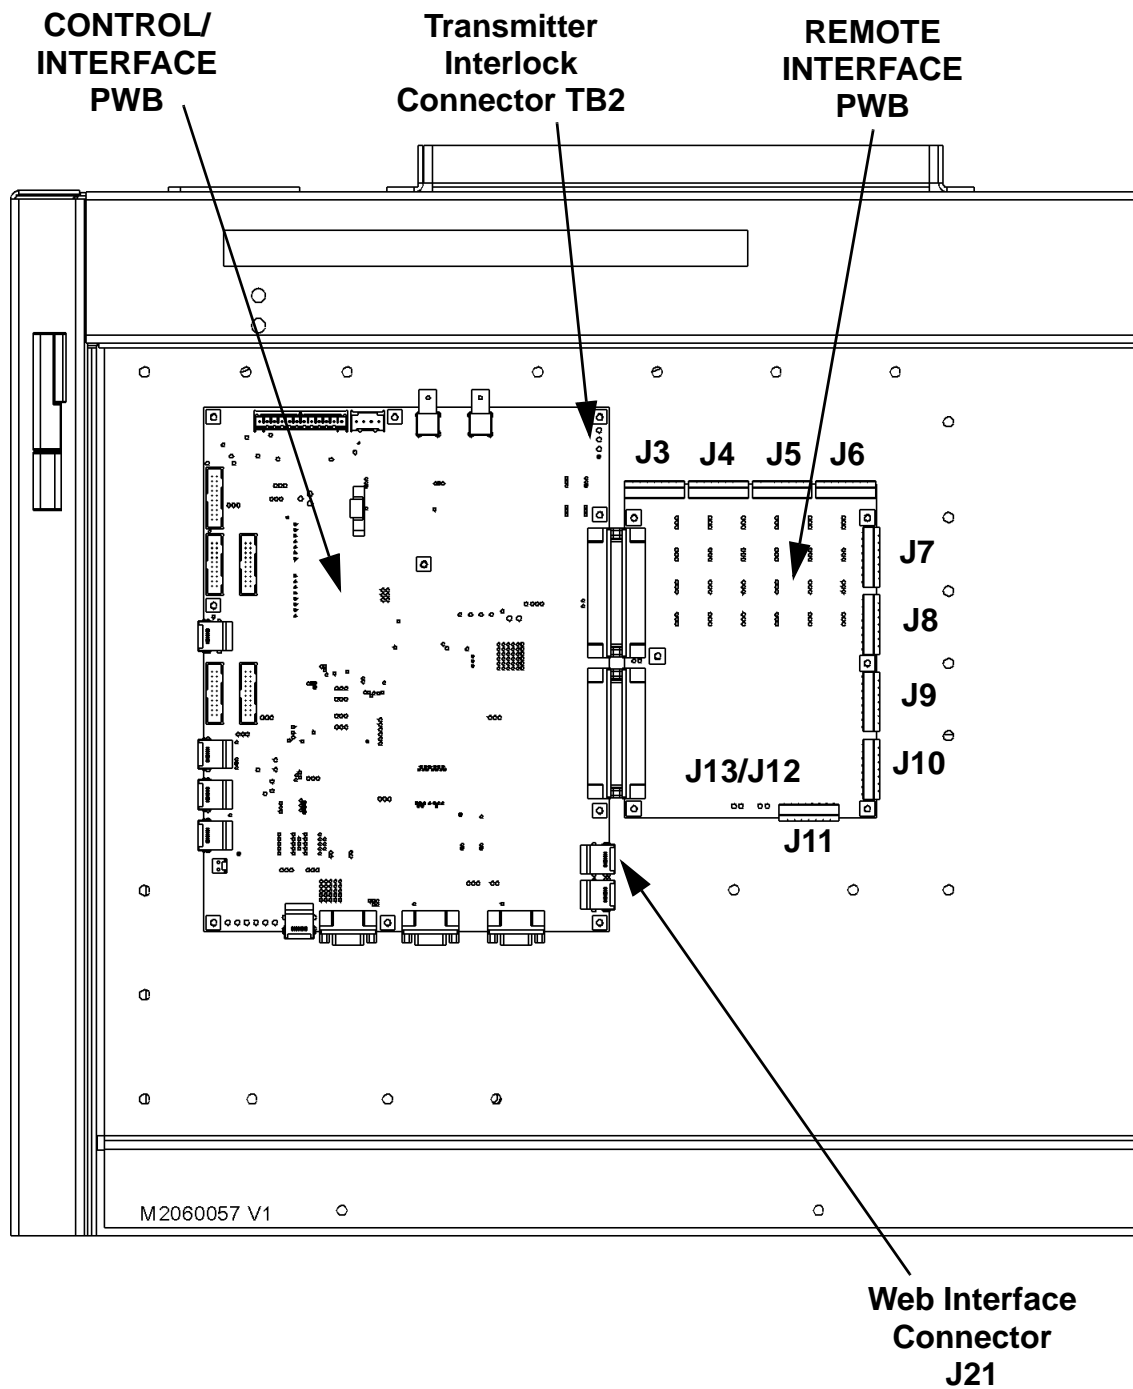 CONTROL/
INTERFACE
PWB
Transmitter
Interlock
Connector TB2
REMOTE
INTERFACE
PWB
J3 J4 J5 J6
J7
J8
J9
J10
J13/J12
J11
M2060057 V1
Web Interface
Connector
J21